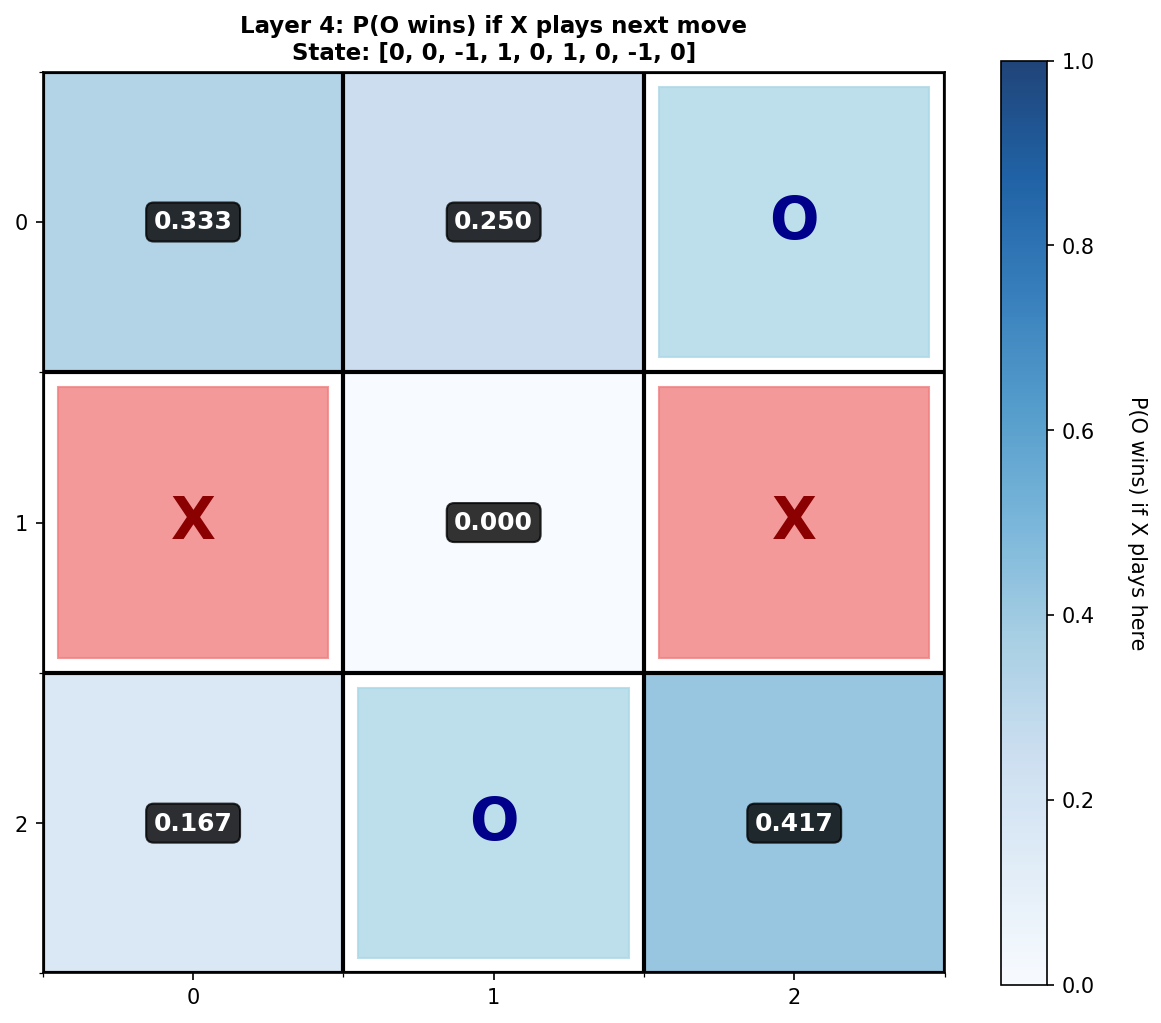 Layer 4: P(O wins) if X plays next move
State: [0, 0, -1, 1, 0, 1, 0, -1, 0]
0
0.333
0.250
O
1
X
0.000
X
2
0.167
O
0.417
0
1
2
1.0
0.8
0.6
0.4
0.2
0.0
P(O wins) if X plays here